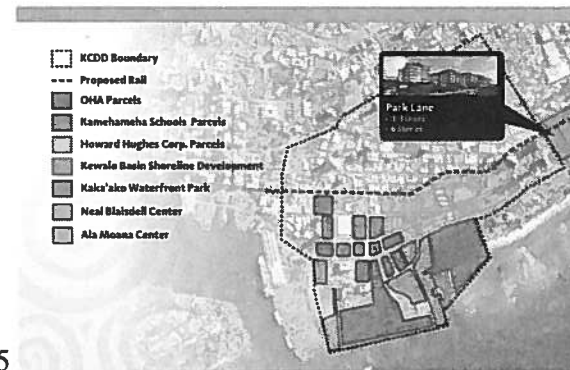 KCDD Boundary
Proposed Rail
OHA Parcels
Kamehameha Schools Parcels
Howard Hughes Corp. Parcels
Kewalo Basin Shoreline Development
Kaka'ako Waterfront Park
Neal Blaisdell Center
Ala Moana Center
Park Lane
5